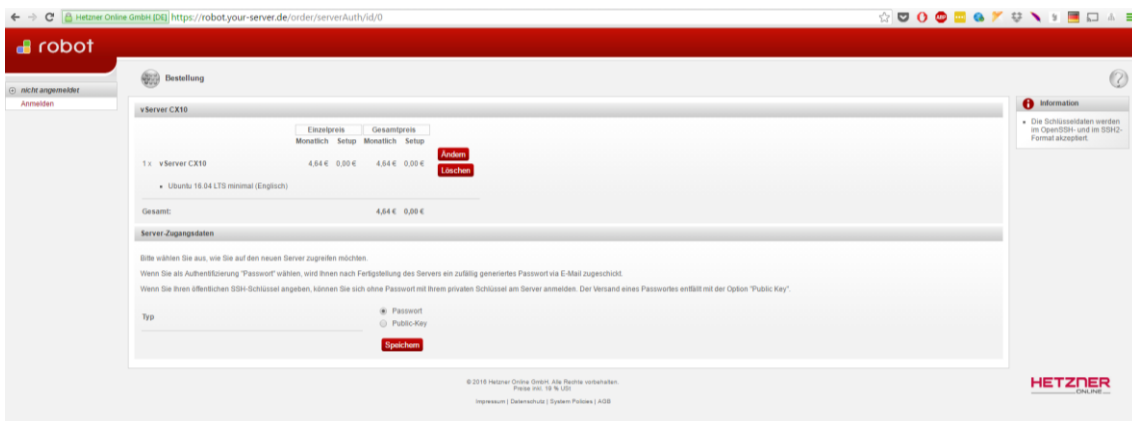 Hetzner Online GmbH [DE] https://robot.your-server.de/order/serverAuth/id/0
robot
nicht angemeldet
Anmelden
Bestellung
vServer CX10
Einzelpreis Gesamtpreis
Monatlich Setup Monatlich Setup
1 x vServer CX10 4,64 € 0,00 € 4,64 € 0,00 €
Ändern
Löschen
• Ubuntu 16.04 LTS minimal (Englisch)
Gesamt: 4,64 € 0,00 €
Server-Zugangsdaten
Bitte wählen Sie aus, wie Sie auf den neuen Server zugreifen möchten.
Wenn Sie als Authentifizierung "Passwort" wählen, wird Ihnen nach Fertigstellung des Servers ein zufällig generiertes Passwort via E-Mail zugeschickt.
Wenn Sie Ihren öffentlichen SSH-Schlüssel angeben, können Sie sich ohne Passwort mit Ihrem privaten Schlüssel am Server anmelden. Der Versand eines Passwortes entfällt mit der Option "Public Key".
Typ
Passwort
Public-Key
Speichern
Information
• Die Schlüsseldaten werden
im OpenSSH- und im SSH2-
Format akzeptiert.
© 2016 Hetzner Online GmbH. Alle Rechte vorbehalten.
Preise inkl. 19 % USt
Impressum | Datenschutz | System Policies | AGB
HETZNER
ONLINE